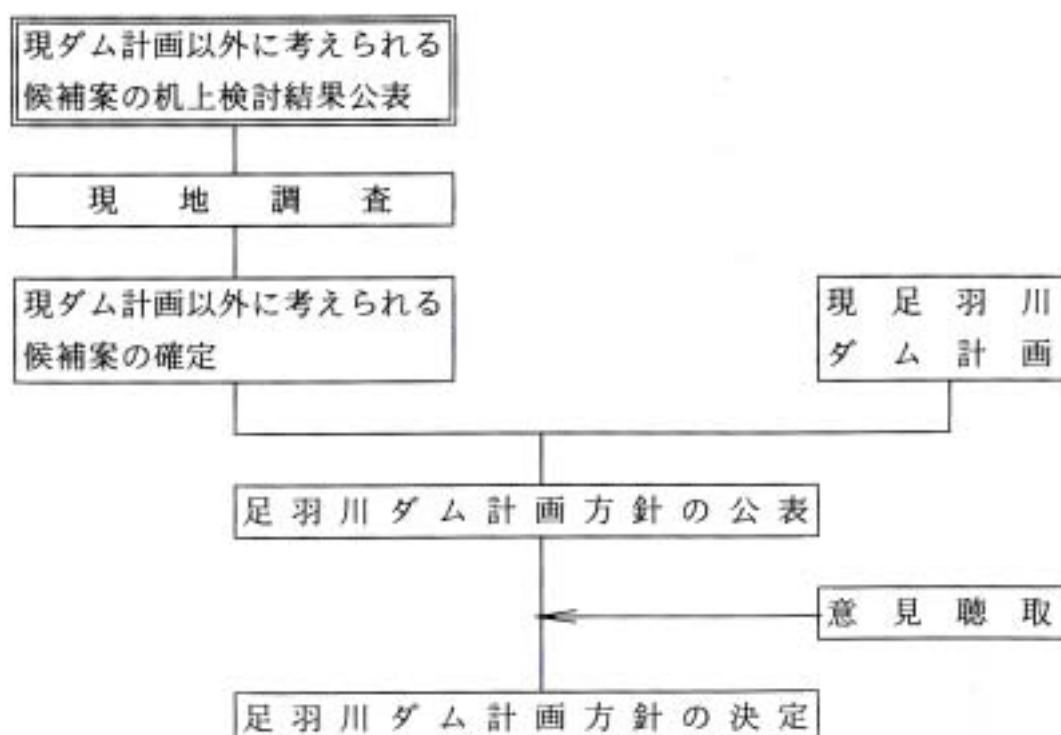 現ダム計画以外に考えられる
候補案の机上検討結果公表
現地調査
現ダム計画以外に考えられる
候補案の確定
現足羽川
ダム計画
足羽川ダム計画方針の公表
意見聴取
足羽川ダム計画方針の決定